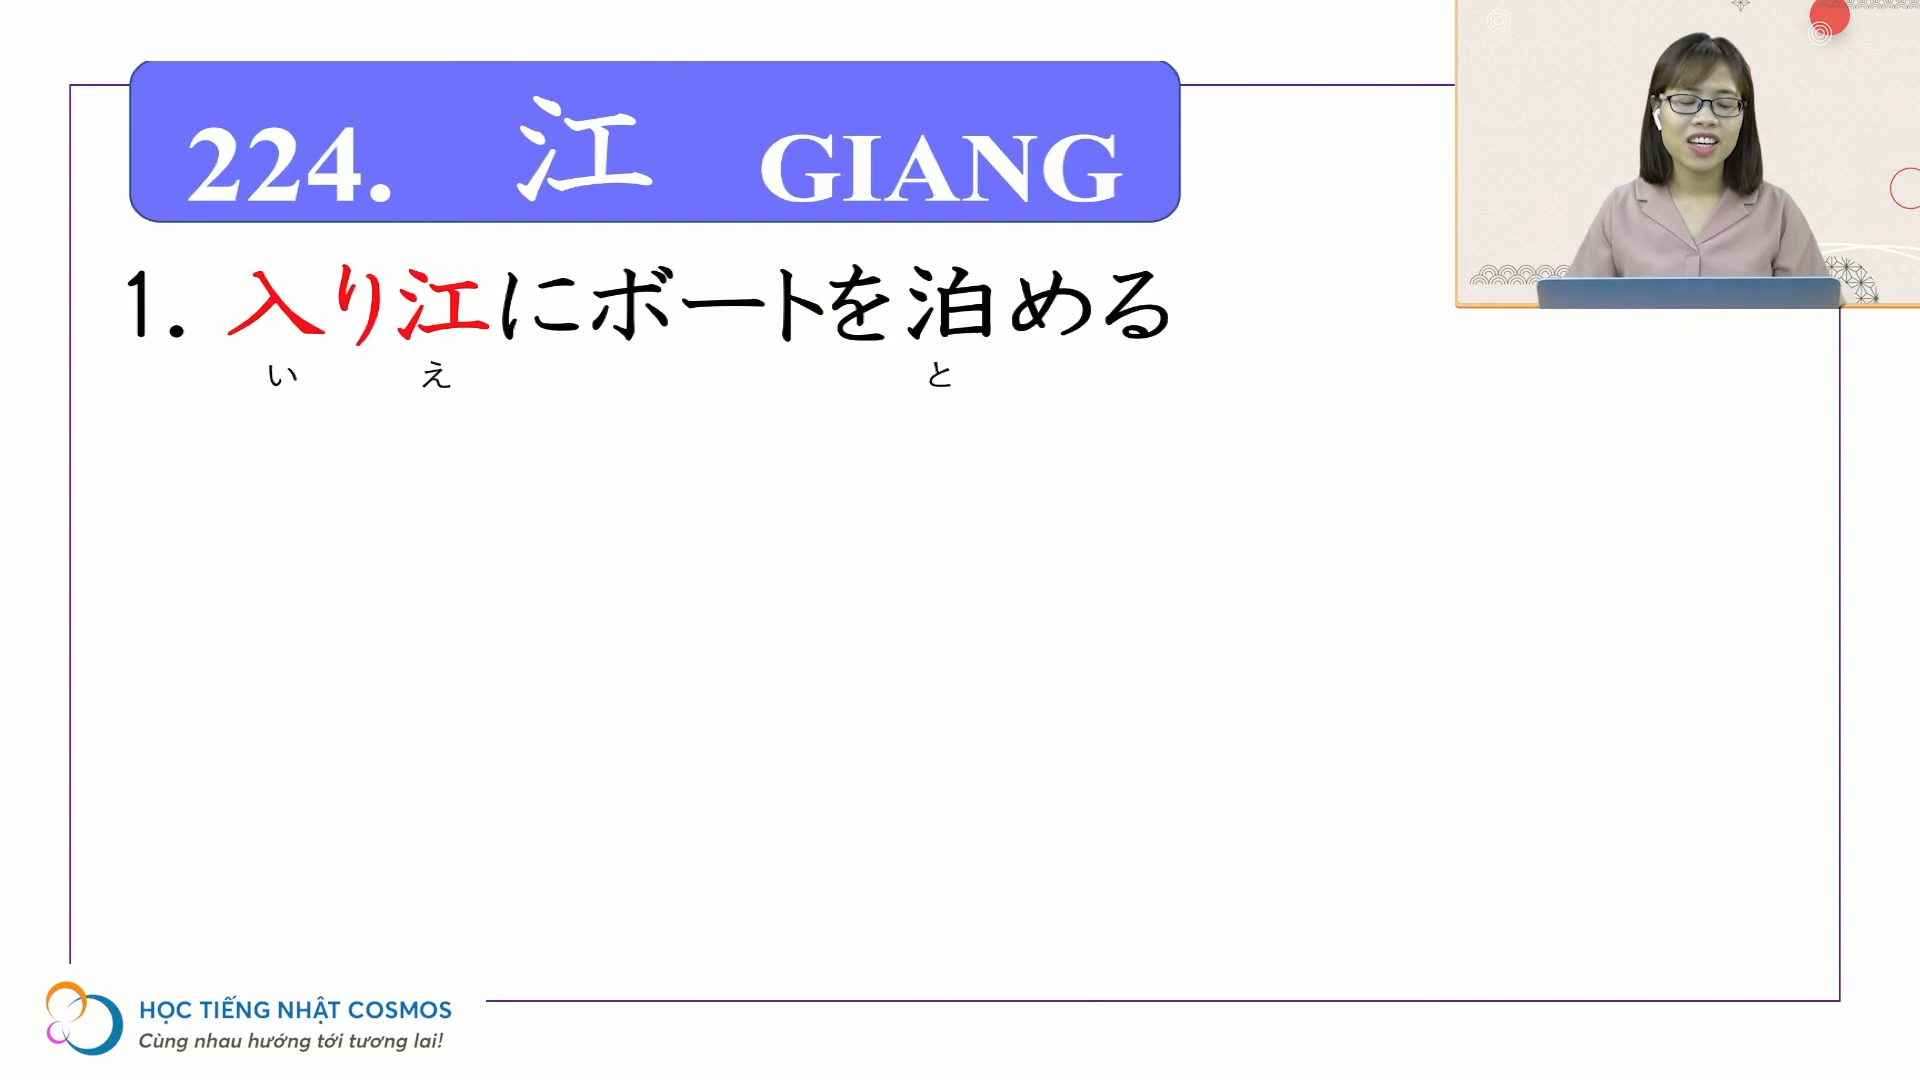 224. 江 GIANG
1. 入り江にボートを泊める
い え と
HỌC TIẾNG NHẬT COSMOS
Cùng nhau hướng tới tương lai!